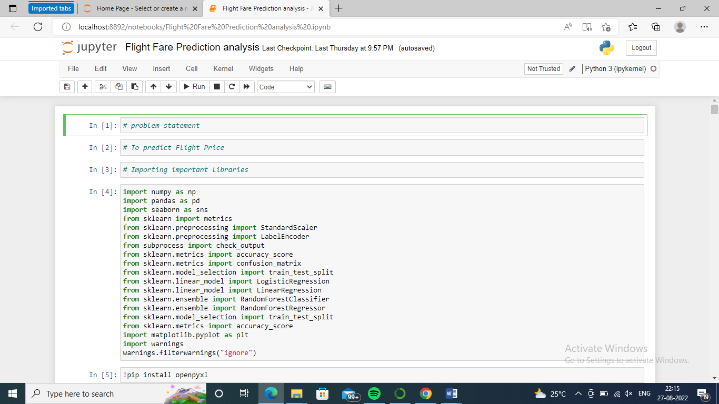 Imported tabs
Home Page - Select or create a n
Flight Fare Prediction analysis - J
localhost:8892/notebooks/Flight%20Fare%20Prediction%20analysis%20.ipynb
jupyter Flight Fare Prediction analysis Last Checkpoint: Last Thursday at 9:57 PM (autosaved)
Logout
File Edit View Insert Cell Kernel Widgets Help
Not Trusted Python 3 (ipykernel)
Run Code
In [1]: # problem statement
In [2]: # To predict Flight Price
In [3]: # Importing important Libraries
In [4]: import numpy as np
import pandas as pd
import seaborn as sns
from sklearn import metrics
from sklearn.preprocessing import StandardScaler
from sklearn.preprocessing import LabelEncoder
from subprocess import check_output
from sklearn.metrics import accuracy_score
from sklearn.metrics import confusion_matrix
from sklearn.model_selection import train_test_split
from sklearn.linear_model import LogisticRegression
from sklearn.linear_model import LinearRegression
from sklearn.ensemble import RandomForestClassifier
from sklearn.ensemble import RandomForestRegressor
from sklearn.model_selection import train_test_split
from sklearn.metrics import accuracy_score
import matplotlib.pyplot as plt
import warnings
warnings.filterwarnings("ignore")
In [5]: !pip install openpyxl
Activate Windows
Go to Settings to activate Windows.
Type here to search
99+
25°C
ENG
22:15
27-08-2022